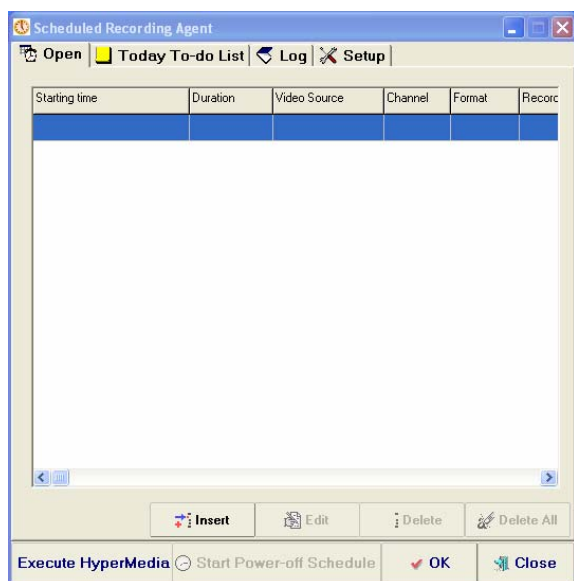 Scheduled Recording Agent
Open Today To-do List Log Setup
Starting time Duration Video Source Channel Format Recorc
Insert Edit Delete Delete All
Execute HyperMedia Start Power-off Schedule OK Close